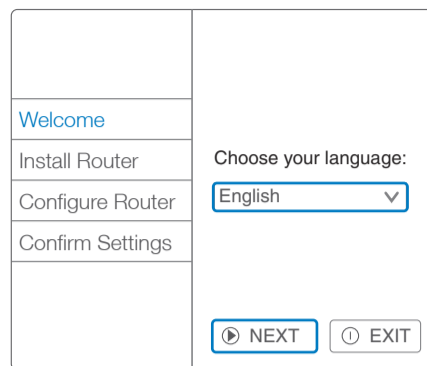 Welcome
Install Router
Configure Router
Confirm Settings
Choose your language:
English
NEXT
EXIT